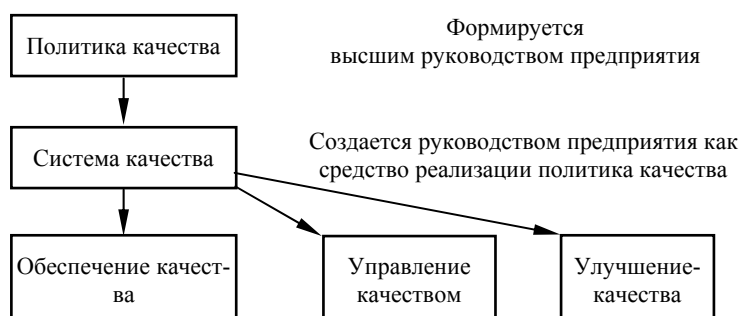 Политика качества
Формируется
высшим руководством предприятия
Система качества
Создается руководством предприятия как
средство реализации политика качества
Обеспечение качест-
ва
Управление
качеством
Улучшение-
качества